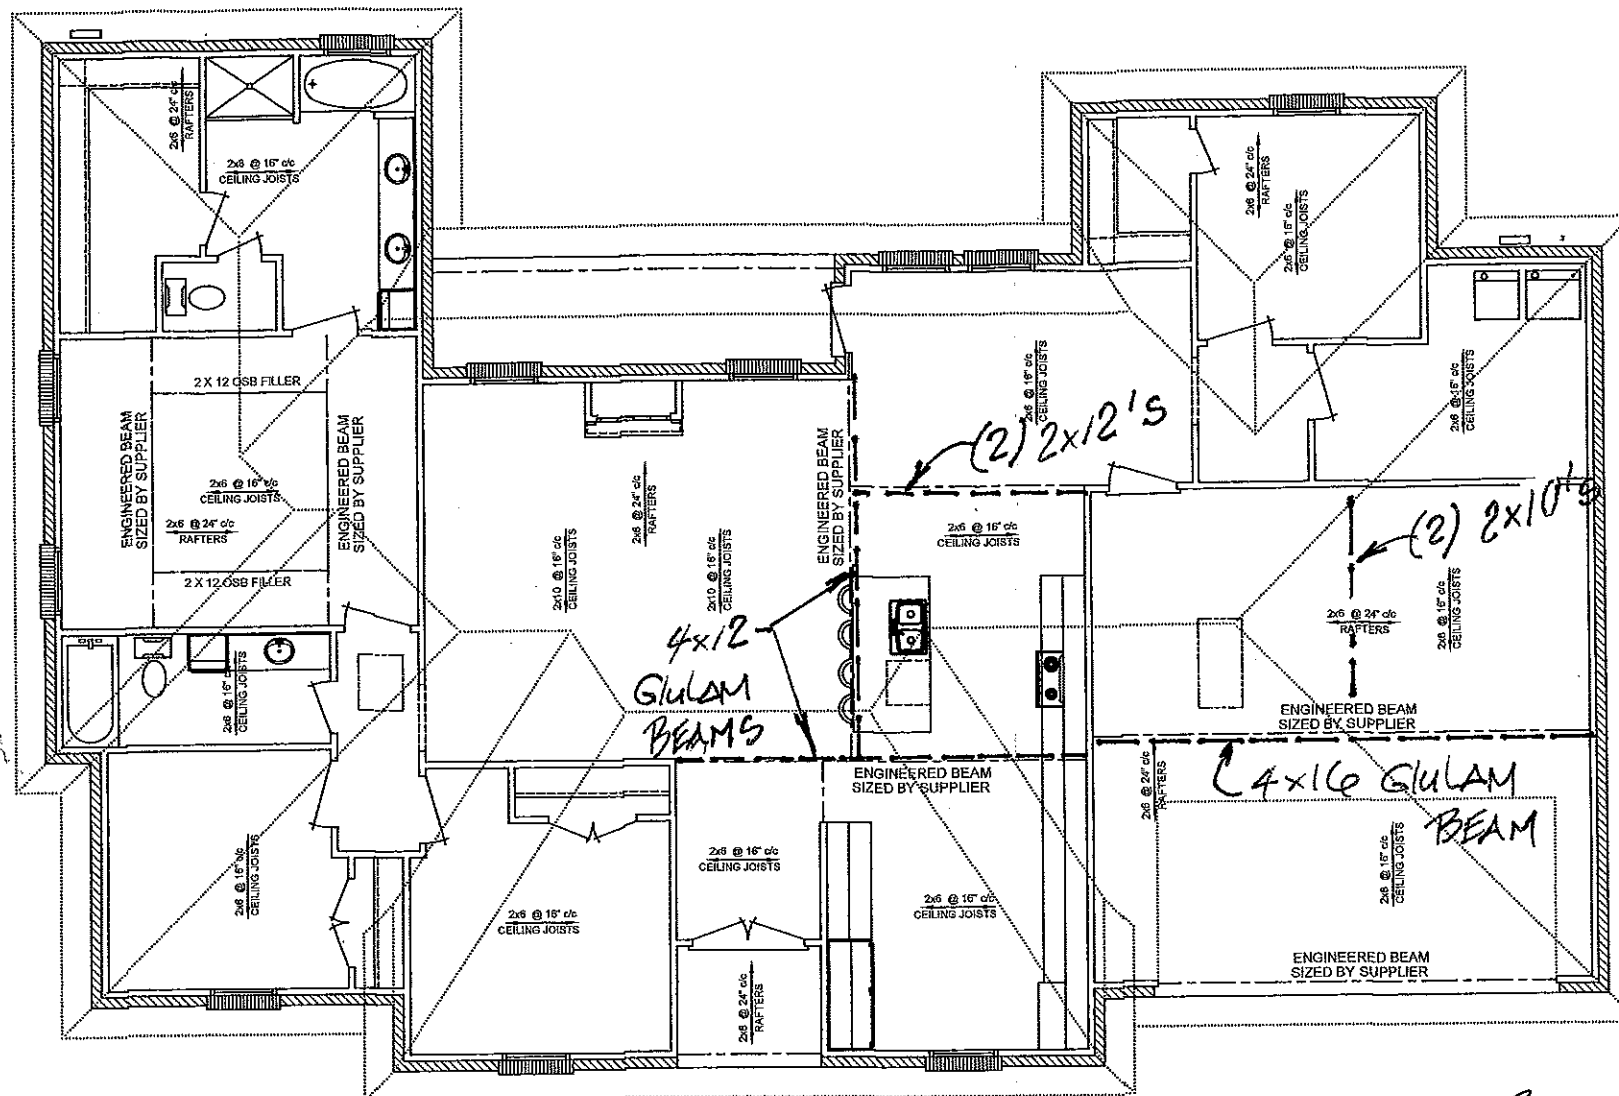 2x6 @ 24" c/c
RAFTERS
2x8 @ 16" c/c
CEILING JOISTS
2 X 12 OSB FILLER
ENGINEERED BEAM
SIZED BY SUPPLIER
ENGINEERED BEAM
SIZED BY SUPPLIER
2x6 @ 16" c/c
CEILING JOISTS
2x6 @ 24" c/c
RAFTERS
2 X 12 OSB FILLER
2x6 @ 16" c/c
CEILING JOISTS
2x6 @ 16" c/c
CEILING JOISTS
2x10 @ 16" c/c
CEILING JOISTS
2x6 @ 24" c/c
RAFTERS
2x10 @ 16" c/c
CEILING JOISTS
ENGINEERED BEAM
SIZED BY SUPPLIER
4x12
GLULAM
BEAMS
2x6 @ 16" c/c
CEILING JOISTS
(2) 2x12's
2x6 @ 16" c/c
CEILING JOISTS
ENGINEERED BEAM
SIZED BY SUPPLIER
2x6 @ 16" c/c
CEILING JOISTS
2x6 @ 16" c/c
CEILING JOISTS
2x6 @ 24" c/c
RAFTERS
2x6 @ 16" c/c
CEILING JOISTS
2x6 @ 24" c/c
RAFTERS
2x6 @ 16" c/c
CEILING JOISTS
2x6 @ 16" c/c
CEILING JOISTS
(2) 2x10's
2x6 @ 24" c/c
RAFTERS
2x6 @ 16" c/c
CEILING JOISTS
ENGINEERED BEAM
SIZED BY SUPPLIER
4x16 GLULAM
BEAM
2x6 @ 24" c/c
RAFTERS
2x6 @ 16" c/c
CEILING JOISTS
ENGINEERED BEAM
SIZED BY SUPPLIER